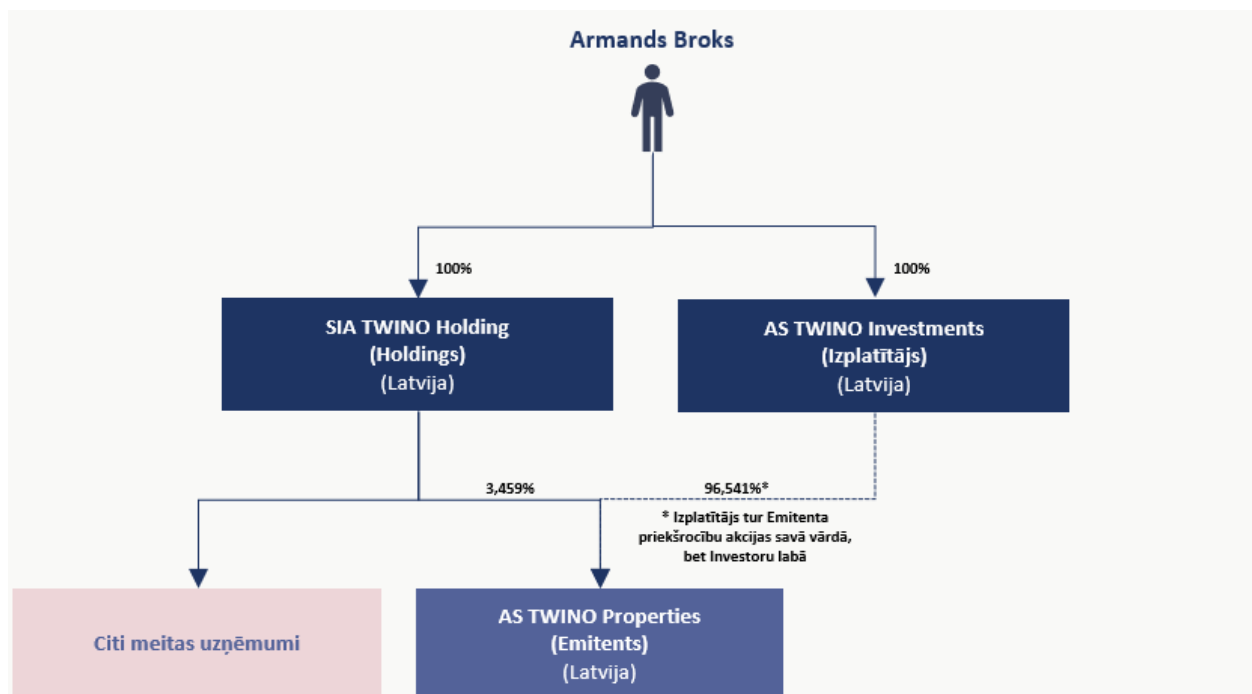 Armands Broks
100%
100%
SIA TWINO Holding
(Holdings)
(Latvija)
AS TWINO Investments
(Izplatītājs)
(Latvija)
3,459%
96,541%*
* Izplatītājs tur Emitenta
priekšrocību akcijas savā vārdā,
bet Investoru labā
Citi meitas uzņēmumi
AS TWINO Properties
(Emitents)
(Latvija)